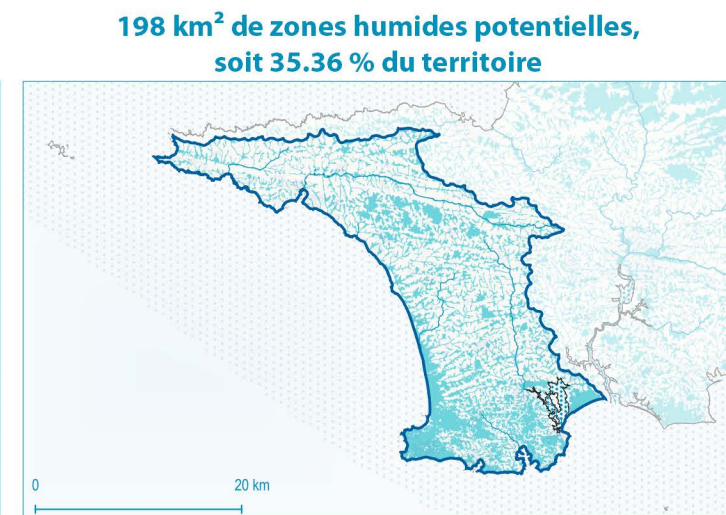 198 km² de zones humides potentielles,
soit 35.36 % du territoire
0 20 km